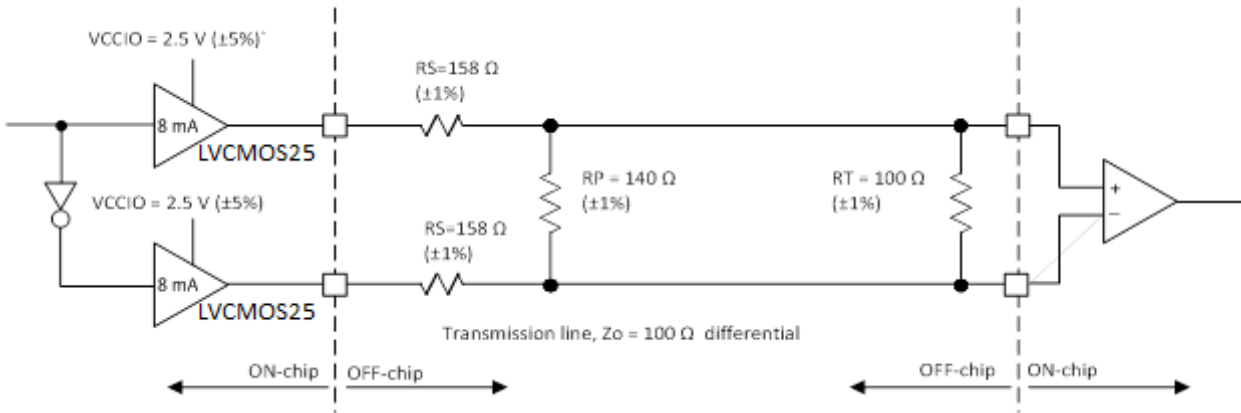 VCCIO = 2.5 V (±5%)`
RS=158 Ω
(±1%)
8 mA
LVCMOS25
RP = 140 Ω
(±1%)
RT = 100 Ω
(±1%)
+
−
VCCIO = 2.5 V (±5%)
RS=158 Ω
(±1%)
8 mA
LVCMOS25
Transmission line, Zo = 100 Ω differential
ON-chip
OFF-chip
OFF-chip
ON-chip